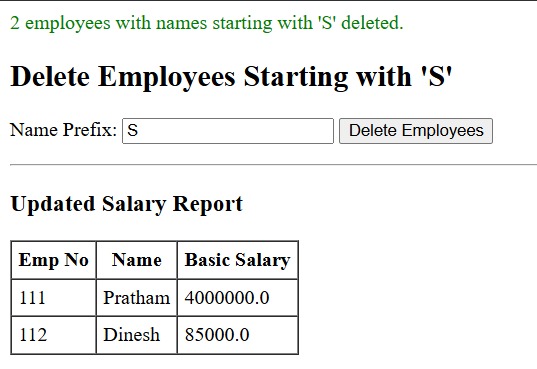 2 employees with names starting with 'S' deleted.
Delete Employees Starting with 'S'
Name Prefix: S Delete Employees
Updated Salary Report
Emp No Name Basic Salary
111 Pratham 4000000.0
112 Dinesh 85000.0